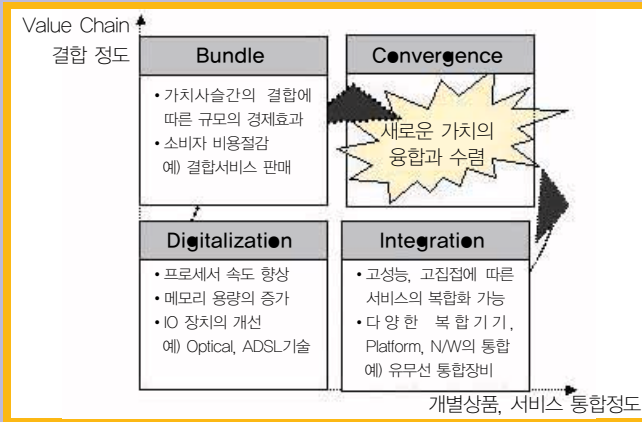 Value Chain
결합 정도
Bundle
• 가치사슬간의 결합에
따른 규모의 경제효과
• 소비자 비용절감
예) 결합서비스 판매
Convergence
새로운 가치의
융합과 수렴
Digitalization
• 프로세서 속도 향상
• 메모리 용량의 증가
• IO 장치의 개선
예) Optical, ADSL기술
Integration
• 고성능, 고집접에 따른
서비스의 복합화 가능
• 다양한 복합기기,
Platform, N/W의 통합
예) 유무선 통합장비
개별상품, 서비스 통합정도